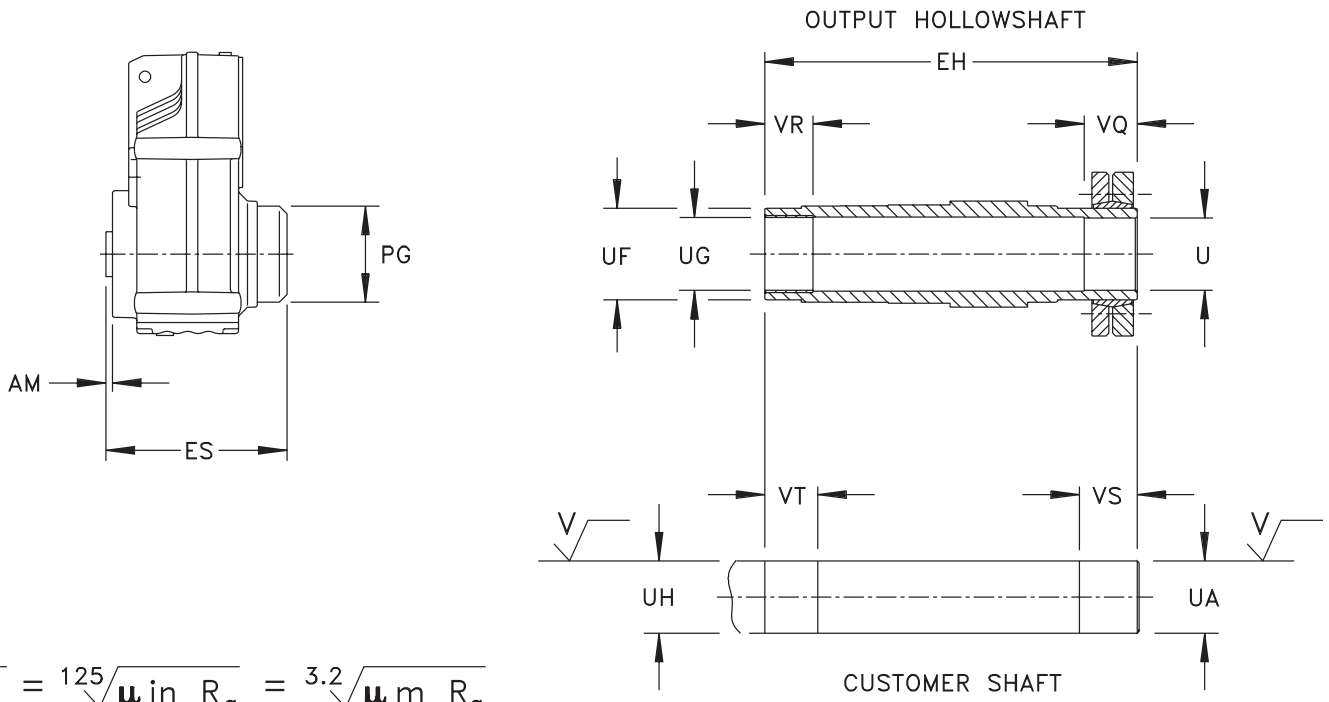 OUTPUT HOLLOWSHAFT
EH
VR
VQ
PG
UF
UG
U
AM
ES
VT
VS
V
V
UH
UA
= 125√ µ in Ra = 3.2√ µ m Ra
CUSTOMER SHAFT